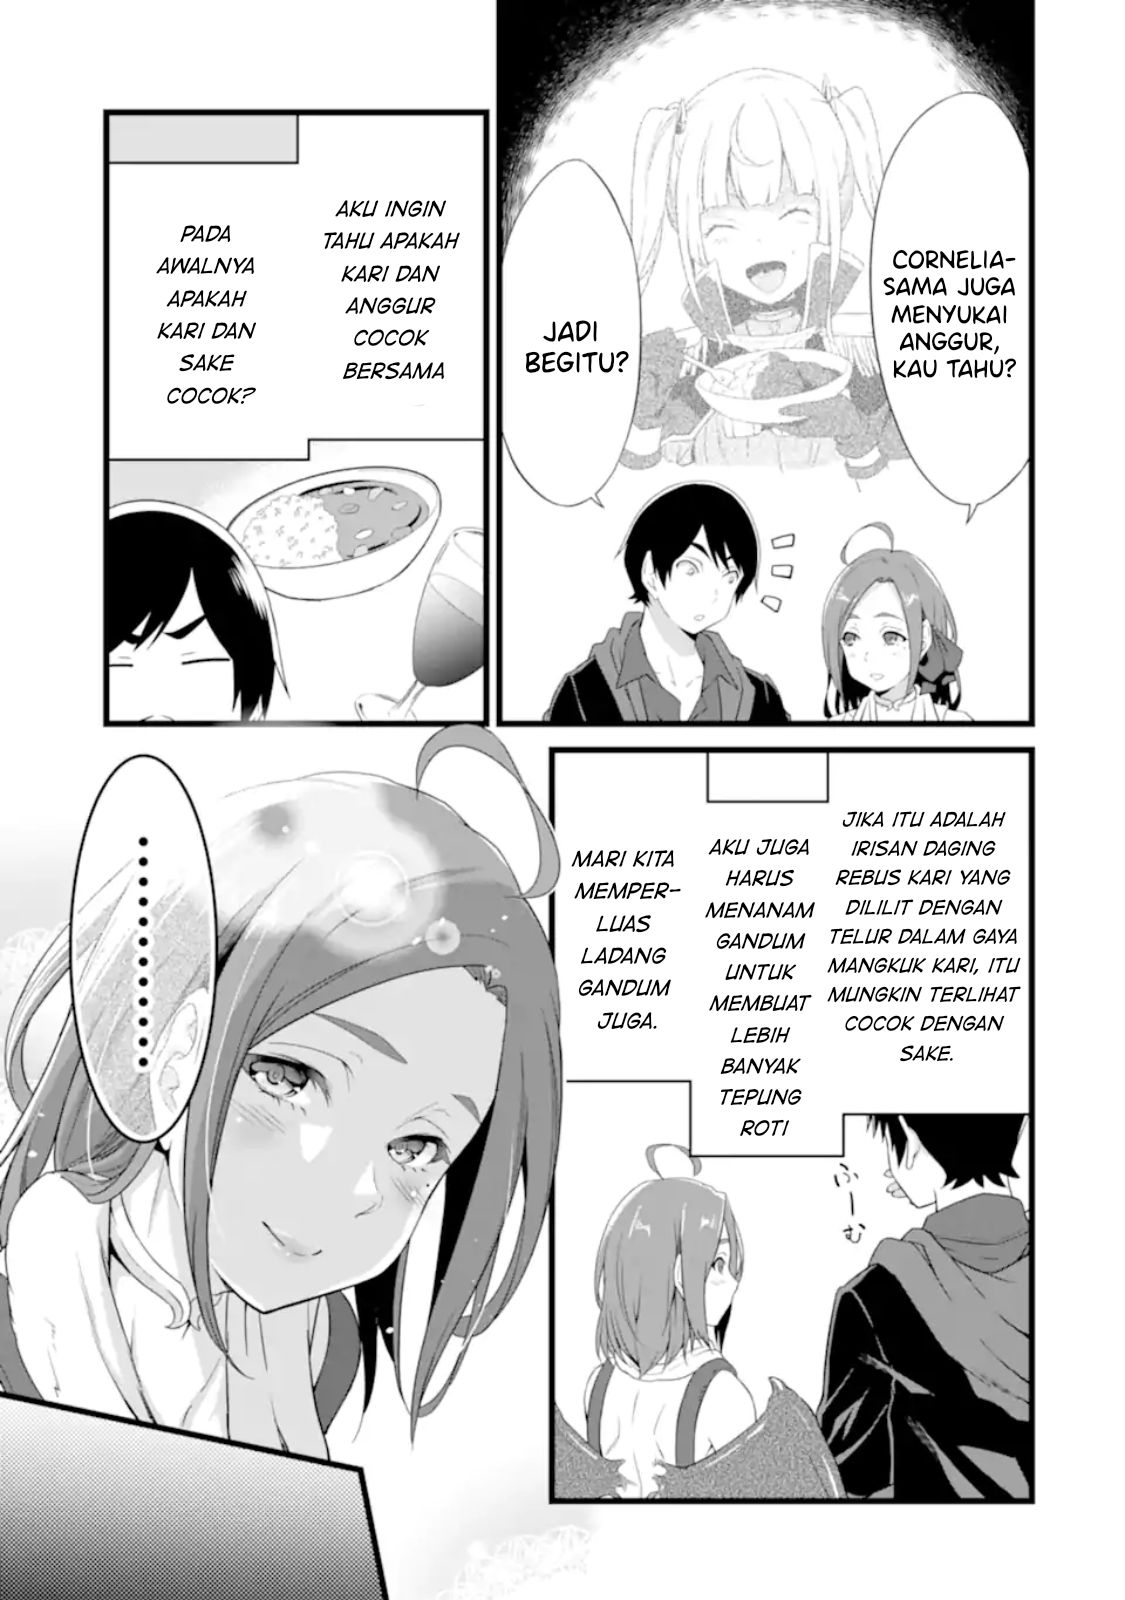 CORNELIA-
SAMA JUGA
MENYUKAI
ANGGUR,
KAU TAHU?
JADI
BEGITU?
AKU INGIN
TAHU APAKAH
KARI DAN
ANGGUR
COCOK
BERSAMA
PADA
AWALNYA
APAKAH
KARI DAN
SAKE
COCOK?
JIKA ITU ADALAH
IRISAN DAGING
REBUS KARI YANG
DILILIT DENGAN
TELUR DALAM GAYA
MANGKUK KARI, ITU
MUNGKIN TERLIHAT
COCOK DENGAN
SAKE.
AKU JUGA
HARUS
MENANAM
GANDUM
UNTUK
MEMBUAT
LEBIH
BANYAK
TEPUNG
ROTI
MARI KITA
MEMPER-
LUAS
LADANG
GANDUM
JUGA.
ふーむ
••••••••••••